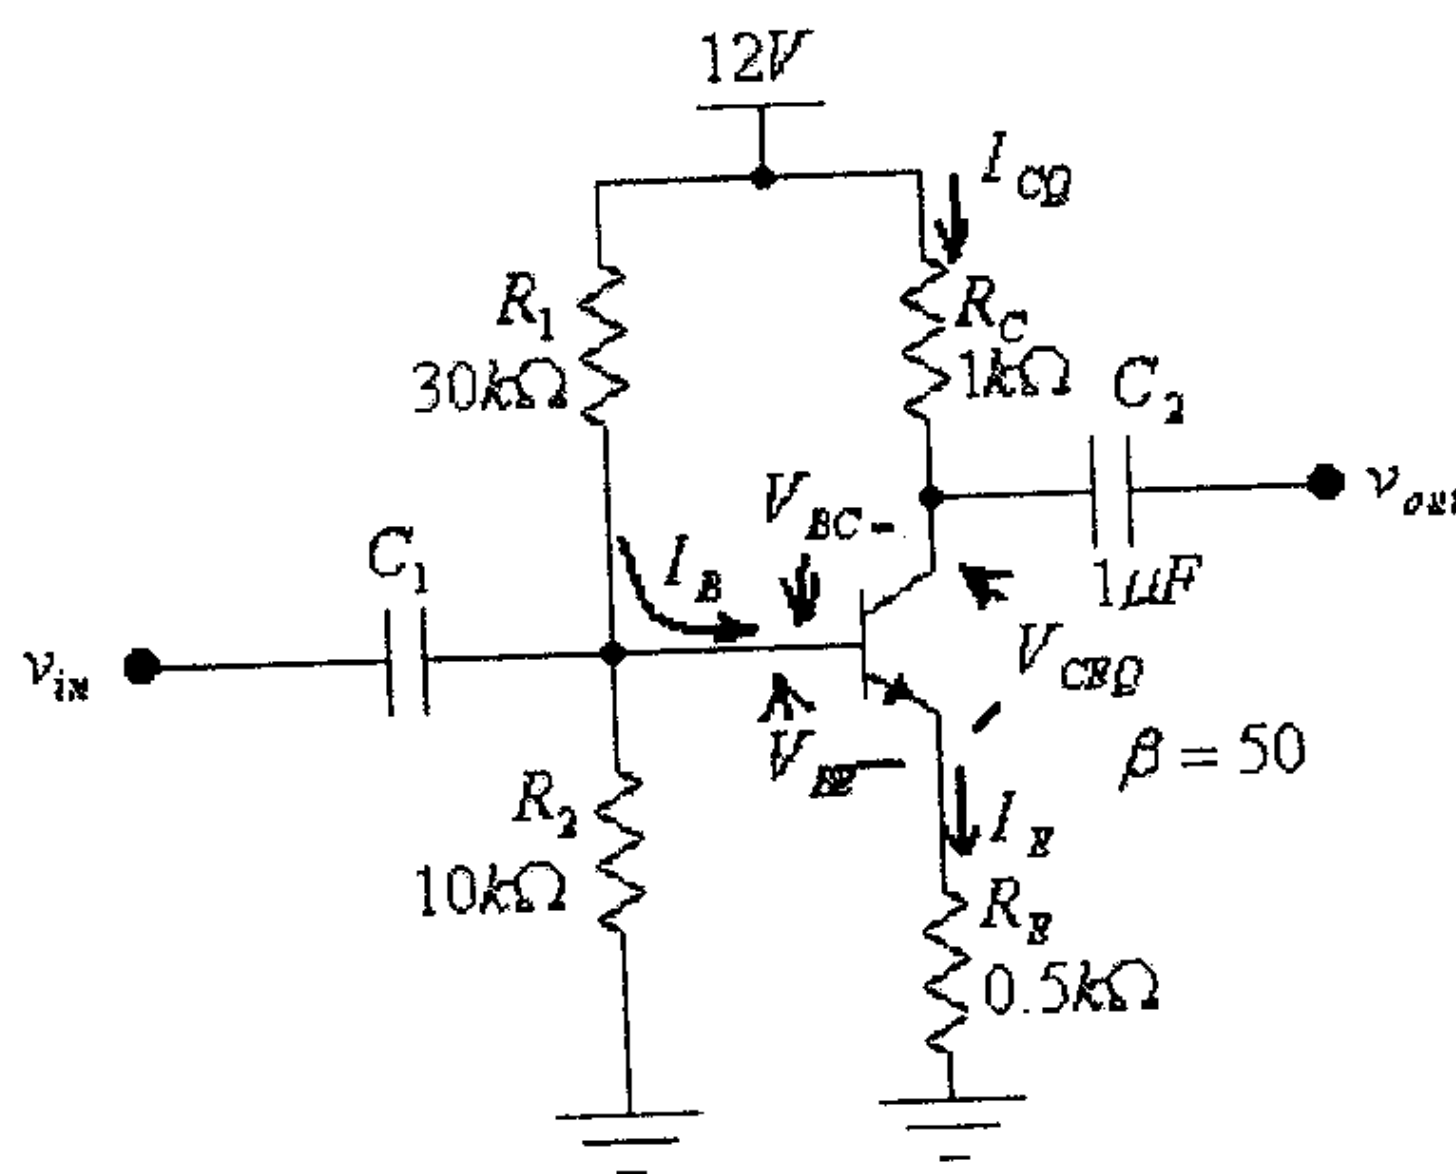 12V
I_CQ
R_1
30kΩ
R_C
1kΩ
C_2
V_BC -
v_out
C_1
I_B
1μF
v_in
V_CEQ
V_BE
β = 50
R_2
10kΩ
I_E
R_E
0.5kΩ